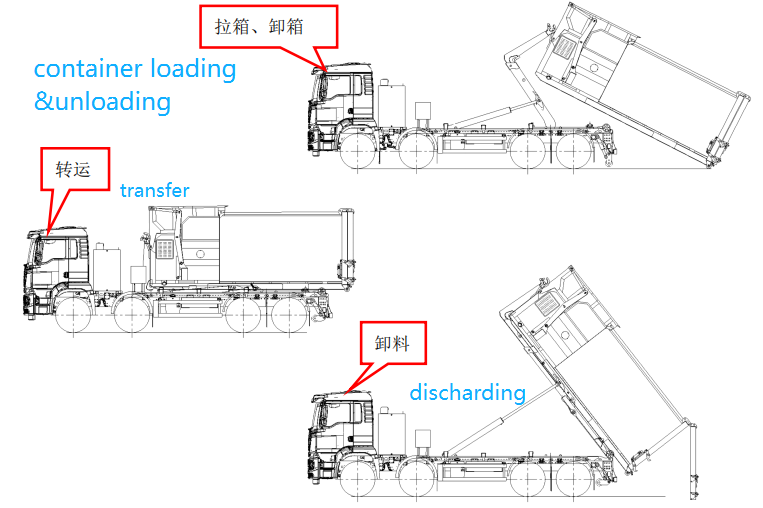 拉箱、卸箱
container loading
&unloading
转运
transfer
卸料
discharding